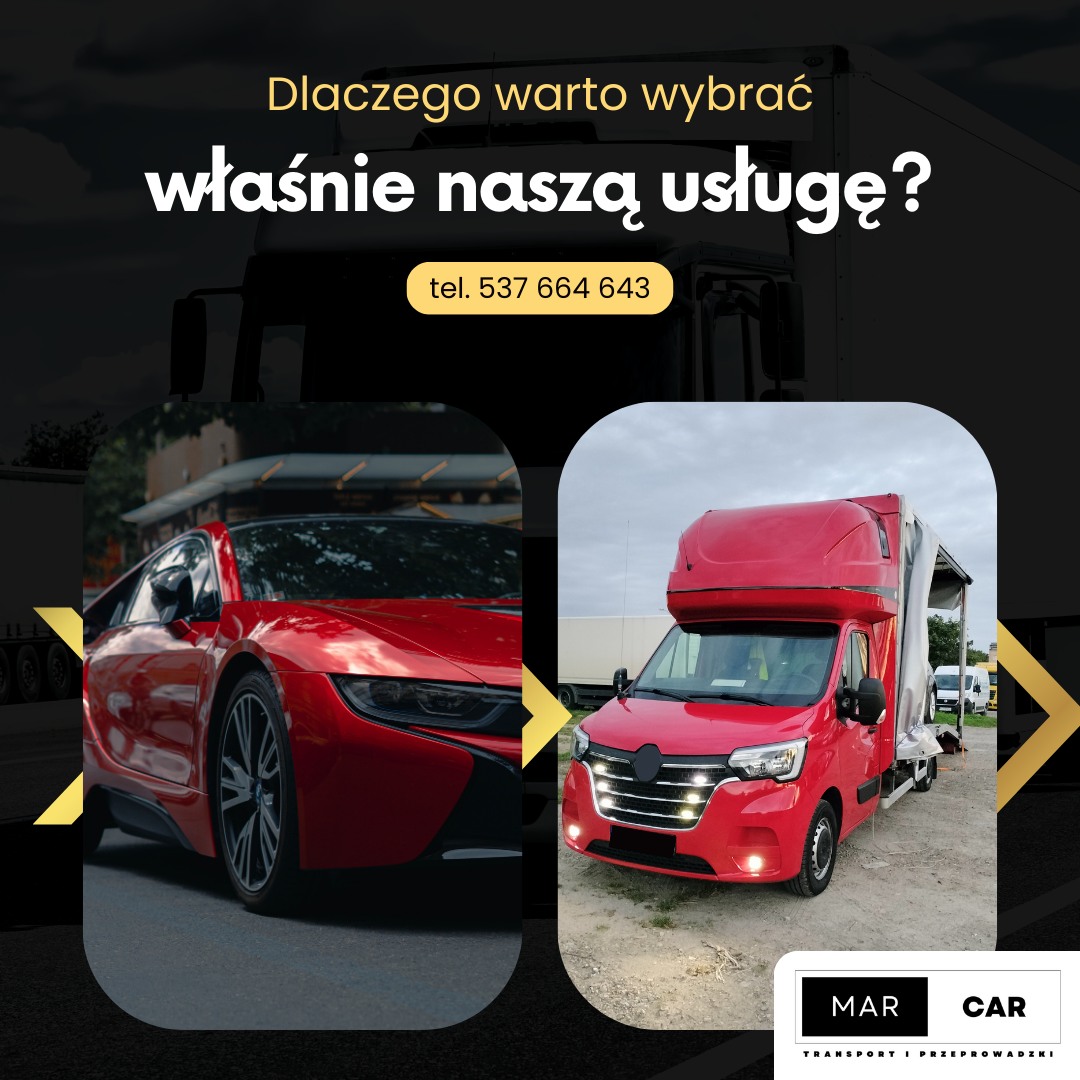 Dlaczego warto wybrać
właśnie naszą usługę?
tel. 537 664 643
MAR CAR
TRANSPORT I PRZEPROWADZKI